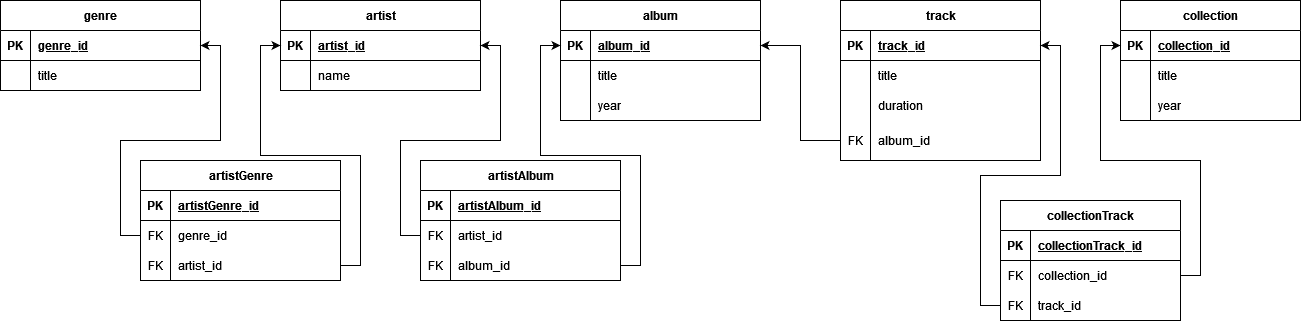 genre
PK genre_id
title
artist
PK artist_id
name
album
PK album_id
title
year
track
PK track_id
title
duration
FK album_id
collection
PK collection_id
title
year
artistGenre
PK artistGenre_id
FK genre_id
FK artist_id
artistAlbum
PK artistAlbum_id
FK artist_id
FK album_id
collectionTrack
PK collectionTrack_id
FK collection_id
FK track_id